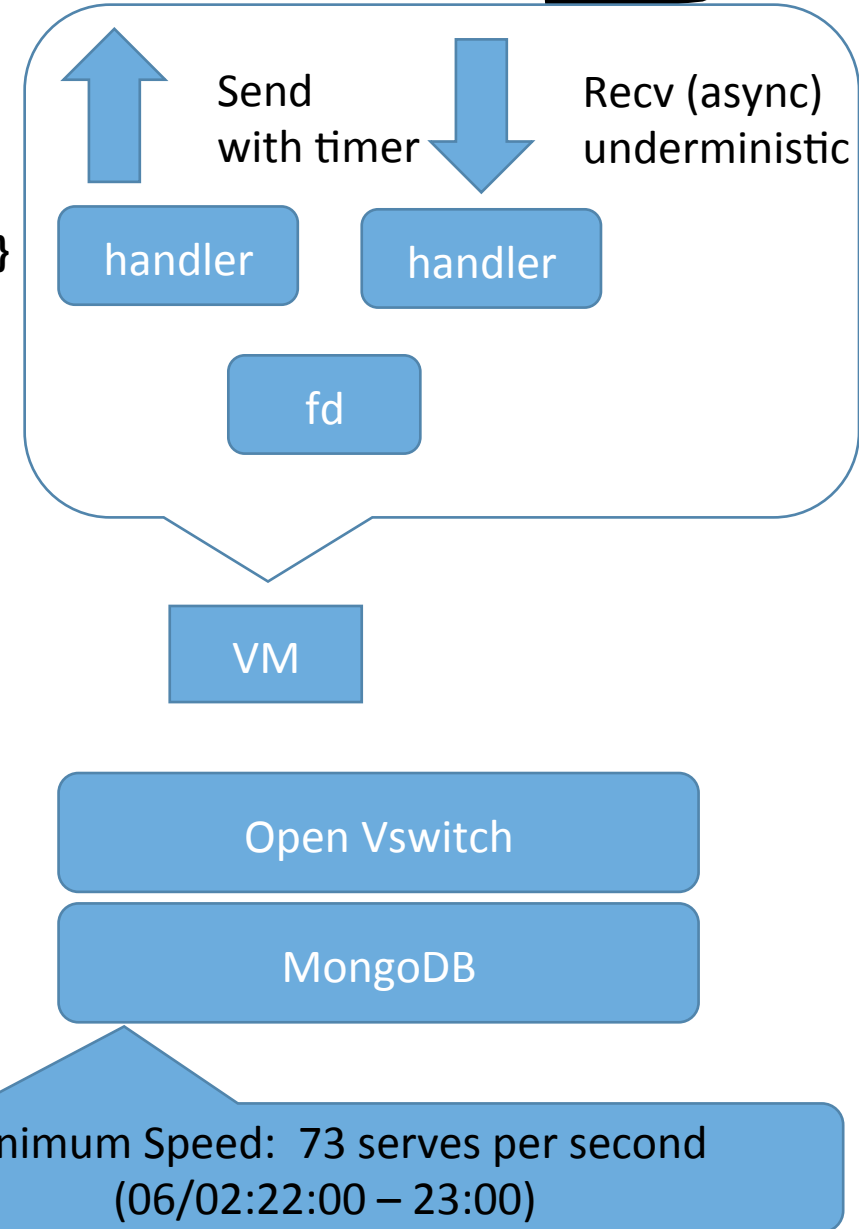 Send
with timer
Recv (async)
underministic
}
handler
handler
fd
VM
Open Vswitch
MongoDB
nimum Speed: 73 serves per second
(06/02:22:00 – 23:00)